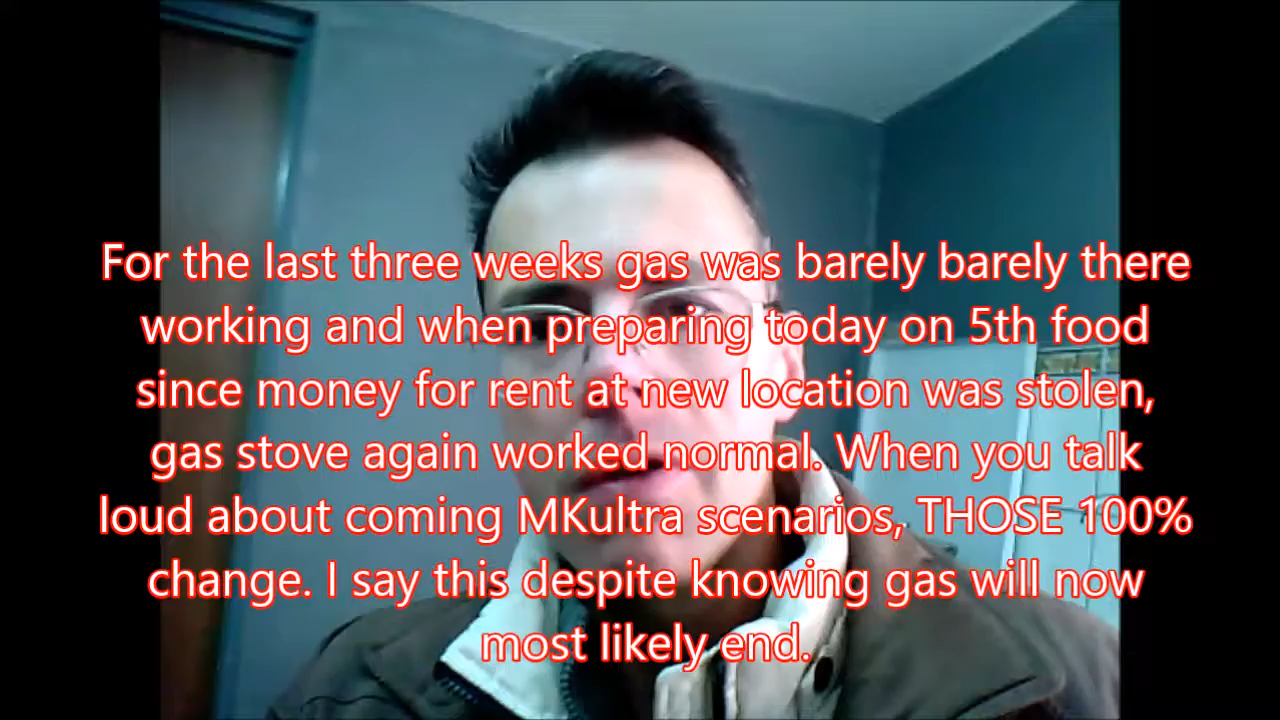 For the last three weeks gas was barely barely there
working and when preparing today on 5th food
since money for rent at new location was stolen,
gas stove again worked normal. When you talk
loud about coming MKultra scenarios, THOSE 100%
change. I say this despite knowing gas will now
most likely end.